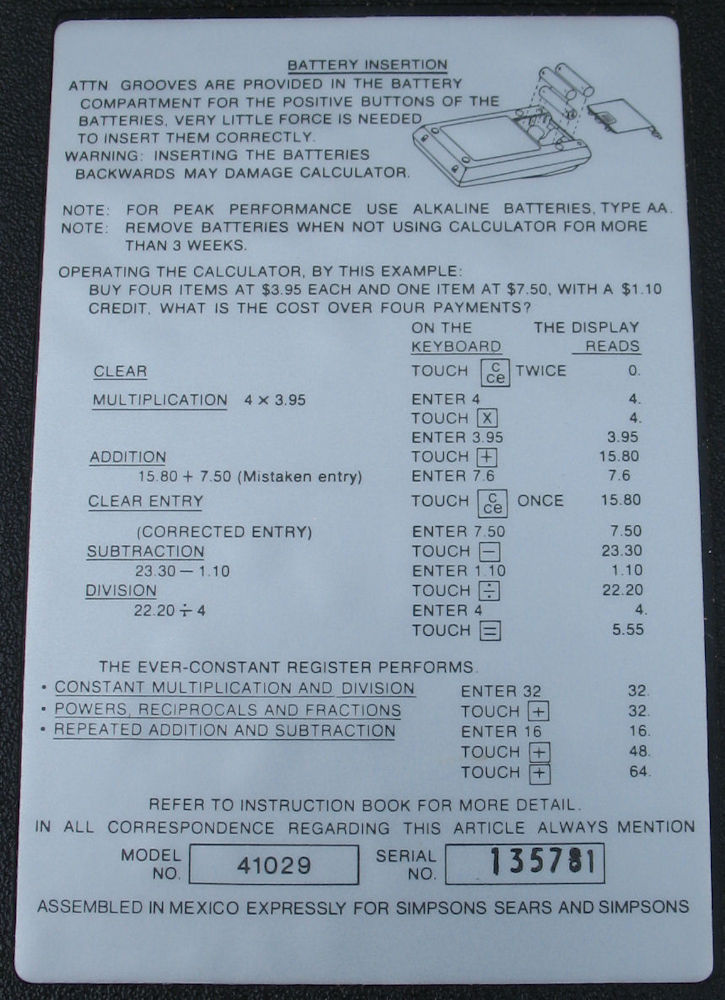 BATTERY INSERTION
ATTN GROOVES ARE PROVIDED IN THE BATTERY
COMPARTMENT FOR THE POSITIVE BUTTONS OF THE
BATTERIES, VERY LITTLE FORCE IS NEEDED
TO INSERT THEM CORRECTLY.
WARNING: INSERTING THE BATTERIES
BACKWARDS MAY DAMAGE CALCULATOR.
NOTE: FOR PEAK PERFORMANCE USE ALKALINE BATTERIES, TYPE AA.
NOTE: REMOVE BATTERIES WHEN NOT USING CALCULATOR FOR MORE
THAN 3 WEEKS.
OPERATING THE CALCULATOR, BY THIS EXAMPLE:
BUY FOUR ITEMS AT $3.95 EACH AND ONE ITEM AT $7.50, WITH A $1.10
CREDIT, WHAT IS THE COST OVER FOUR PAYMENTS?
ON THE THE DISPLAY
KEYBOARD READS
CLEAR TOUCH c ce TWICE 0.
MULTIPLICATION 4 × 3.95 ENTER 4 4.
TOUCH X 4.
ENTER 3.95 3.95
ADDITION TOUCH + 15.80
15.80 + 7.50 (Mistaken entry) ENTER 7.6 7.6
CLEAR ENTRY TOUCH c ce ONCE 15.80
(CORRECTED ENTRY) ENTER 7.50 7.50
SUBTRACTION TOUCH − 23.30
23.30 − 1.10 ENTER 1.10 1.10
DIVISION TOUCH ÷ 22.20
22.20 ÷ 4 ENTER 4 4.
TOUCH = 5.55
THE EVER-CONSTANT REGISTER PERFORMS.
• CONSTANT MULTIPLICATION AND DIVISION ENTER 32 32.
• POWERS, RECIPROCALS AND FRACTIONS TOUCH + 32.
• REPEATED ADDITION AND SUBTRACTION ENTER 16 16.
TOUCH + 48.
TOUCH + 64.
REFER TO INSTRUCTION BOOK FOR MORE DETAIL.
IN ALL CORRESPONDENCE REGARDING THIS ARTICLE ALWAYS MENTION
MODEL NO. 41029 SERIAL NO. 135781
ASSEMBLED IN MEXICO EXPRESSLY FOR SIMPSONS SEARS AND SIMPSONS